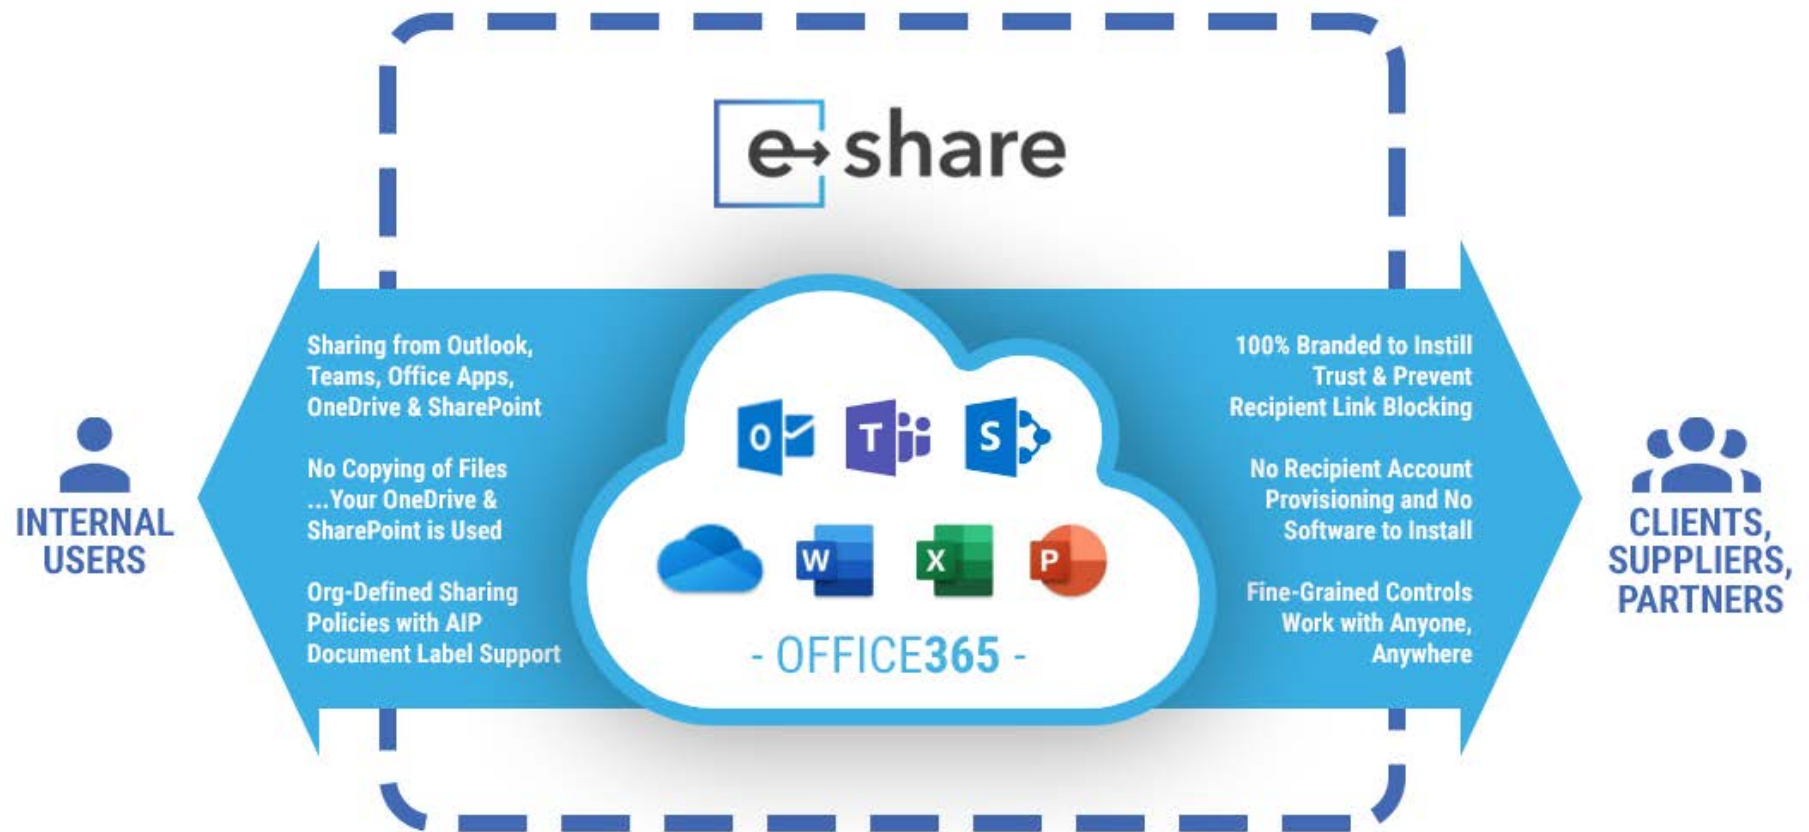 e share
Sharing from Outlook,
Teams, Office Apps,
OneDrive & SharePoint
No Copying of Files
...Your OneDrive &
SharePoint is Used
Org-Defined Sharing
Policies with AIP
Document Label Support
INTERNAL
USERS
O
T
S
W
X
P
- OFFICE365 -
100% Branded to Instill
Trust & Prevent
Recipient Link Blocking
No Recipient Account
Provisioning and No
Software to Install
Fine-Grained Controls
Work with Anyone,
Anywhere
CLIENTS,
SUPPLIERS,
PARTNERS